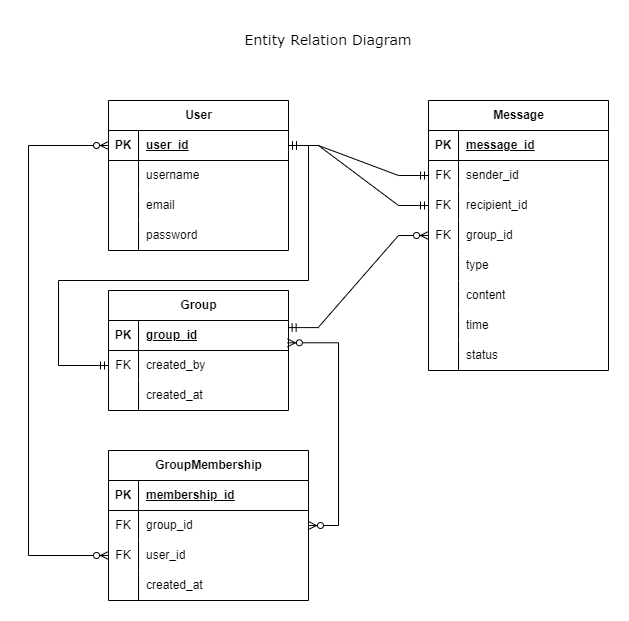 Entity Relation Diagram
User
PK user_id
username
email
password
Message
PK message_id
FK sender_id
FK recipient_id
FK group_id
type
content
time
status
Group
PK group_id
FK created_by
created_at
GroupMembership
PK membership_id
FK group_id
FK user_id
created_at